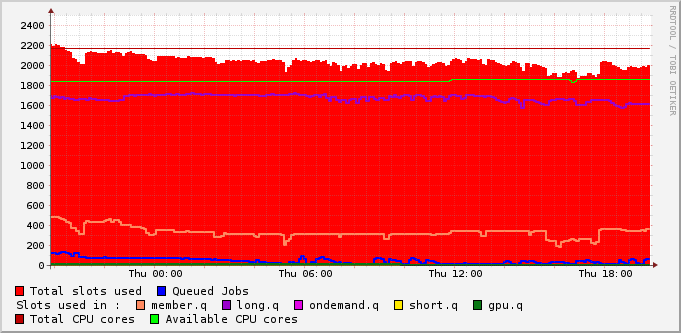 RRDTOOL / TOBI OETIKER
2400
2200
2000
1800
1600
1400
1200
1000
800
600
400
200
0
Thu 00:00 Thu 06:00 Thu 12:00 Thu 18:00
Total slots used Queued Jobs
Slots used in : member.q long.q ondemand.q short.q gpu.q
Total CPU cores Available CPU cores